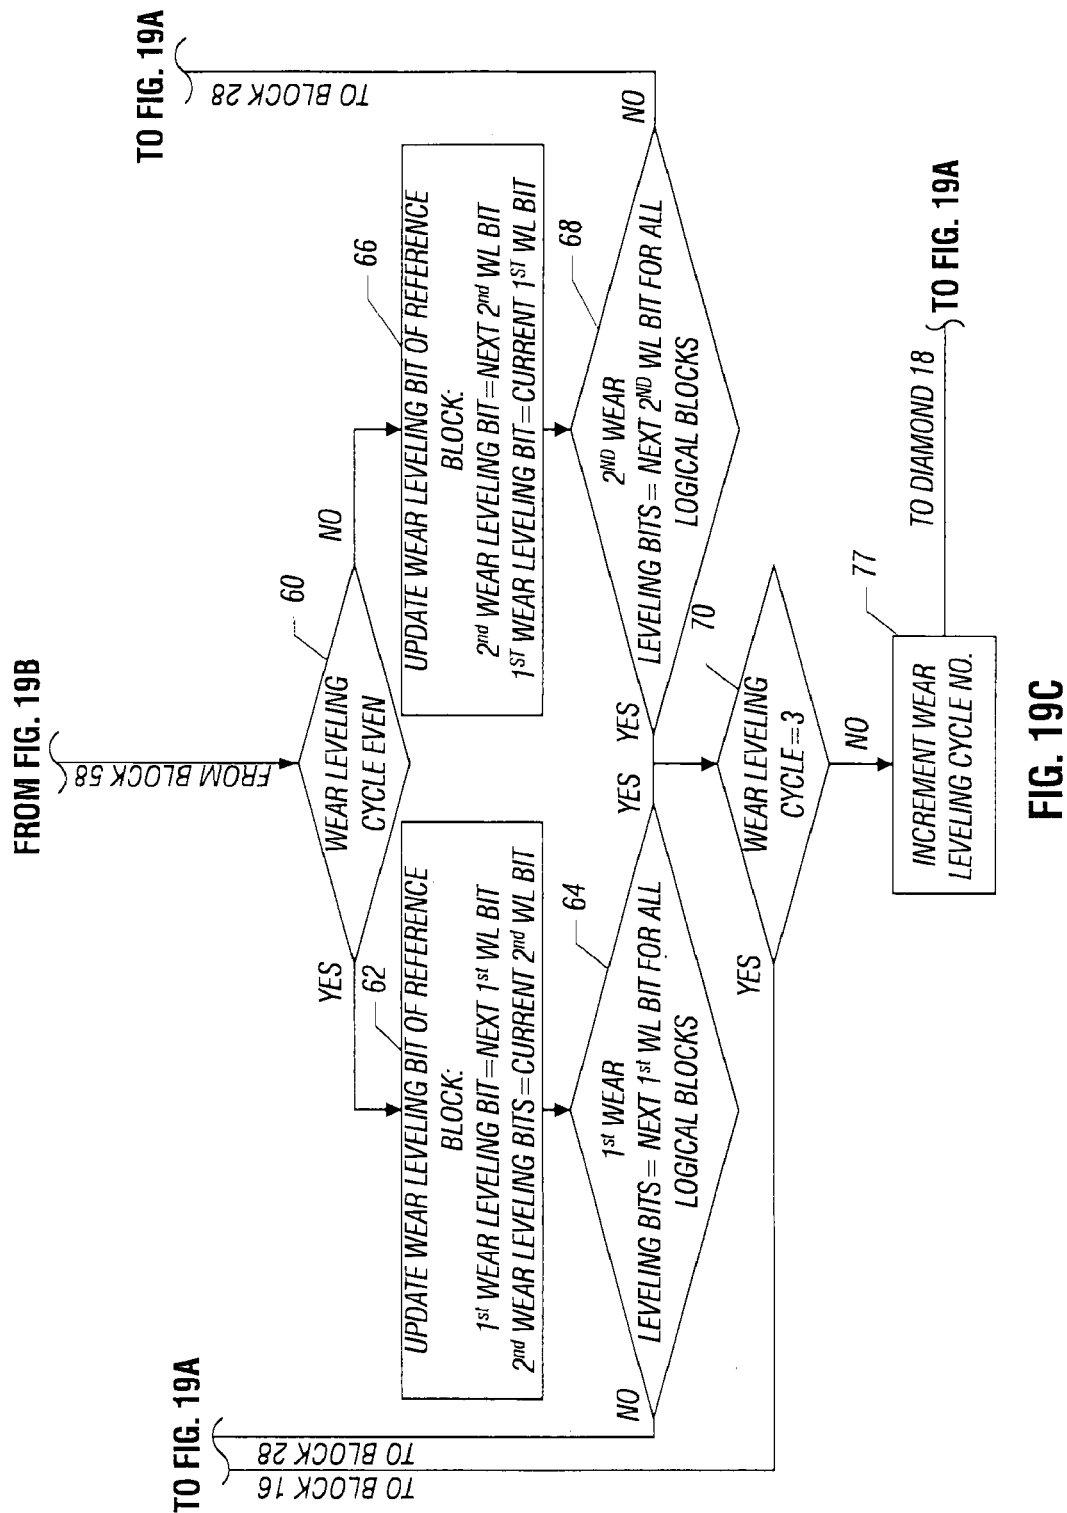 FROM FIG. 19B
FROM BLOCK 58
TO FIG. 19A
TO BLOCK 28
TO BLOCK 16
TO FIG. 19A
TO BLOCK 28
60
WEAR LEVELING
CYCLE EVEN
YES
NO
62
UPDATE WEAR LEVELING BIT OF REFERENCE
BLOCK:
1st WEAR LEVELING BIT=NEXT 1st WL BIT
2nd WEAR LEVELING BITS=CURRENT 2nd WL BIT
66
UPDATE WEAR LEVELING BIT OF REFERENCE
BLOCK:
2nd WEAR LEVELING BIT=NEXT 2nd WL BIT
1ST WEAR LEVELING BIT=CURRENT 1ST WL BIT
64
1st WEAR
LEVELING BITS= NEXT 1st WL BIT FOR ALL
LOGICAL BLOCKS
NO
YES
68
2ND WEAR
LEVELING BITS= NEXT 2ND WL BIT FOR ALL
LOGICAL BLOCKS
YES
NO
70
WEAR LEVELING
CYCLE=3
YES
NO
77
INCREMENT WEAR
LEVELING CYCLE NO.
TO DIAMOND 18
TO FIG. 19A
FIG. 19C